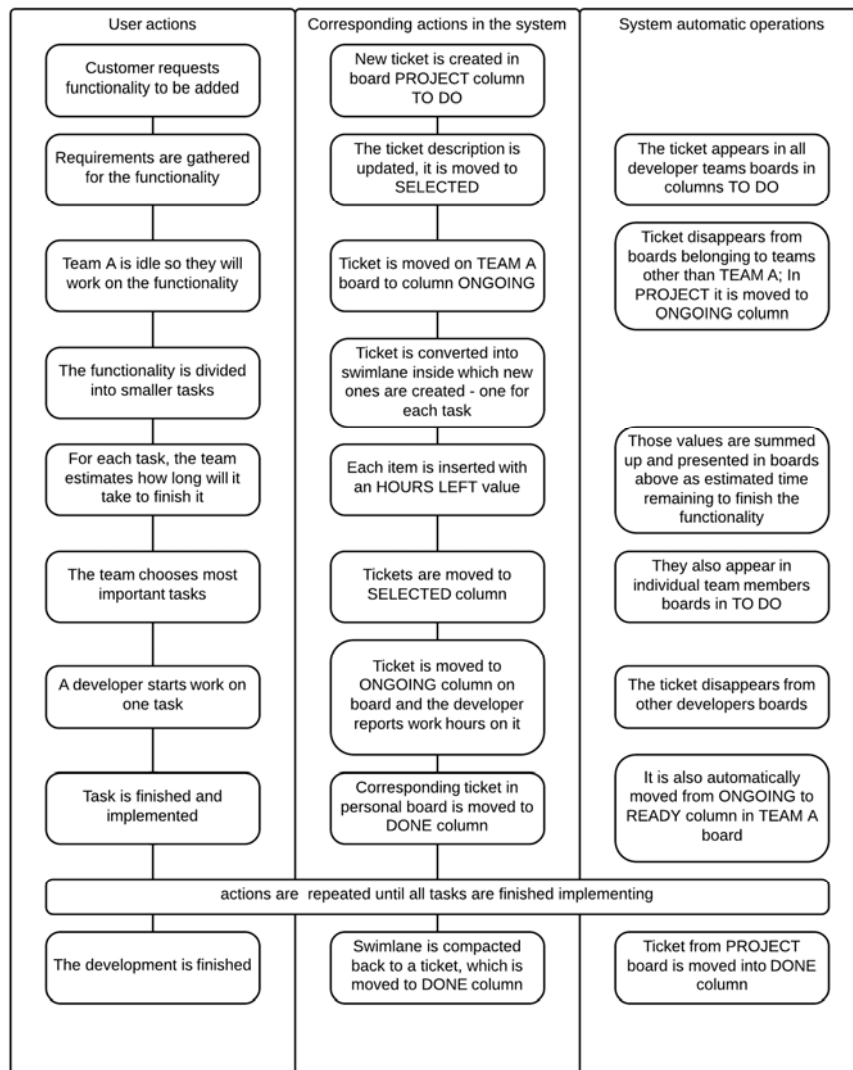 User actions
Corresponding actions in the system
System automatic operations
Customer requests
functionality to be added
New ticket is created in
board PROJECT column
TO DO
Requirements are gathered
for the functionality
The ticket description is
updated, it is moved to
SELECTED
The ticket appears in all
developer teams boards in
columns TO DO
Team A is idle so they will
work on the functionality
Ticket is moved on TEAM A
board to column ONGOING
Ticket disappears from
boards belonging to teams
other than TEAM A; In
PROJECT it is moved to
ONGOING column
The functionality is divided
into smaller tasks
Ticket is converted into
swimlane inside which new
ones are created - one for
each task
For each task, the team
estimates how long will it
take to finish it
Each item is inserted with
an HOURS LEFT value
Those values are summed
up and presented in boards
above as estimated time
remaining to finish the
functionality
The team chooses most
important tasks
Tickets are moved to
SELECTED column
They also appear in
individual team members
boards in TO DO
A developer starts work on
one task
Ticket is moved to
ONGOING column on
board and the developer
reports work hours on it
The ticket disappears from
other developers boards
Task is finished and
implemented
Corresponding ticket in
personal board is moved to
DONE column
It is also automatically
moved from ONGOING to
READY column in TEAM A
board
actions are repeated until all tasks are finished implementing
The development is finished
Swimlane is compacted
back to a ticket, which is
moved to DONE column
Ticket from PROJECT
board is moved into DONE
column